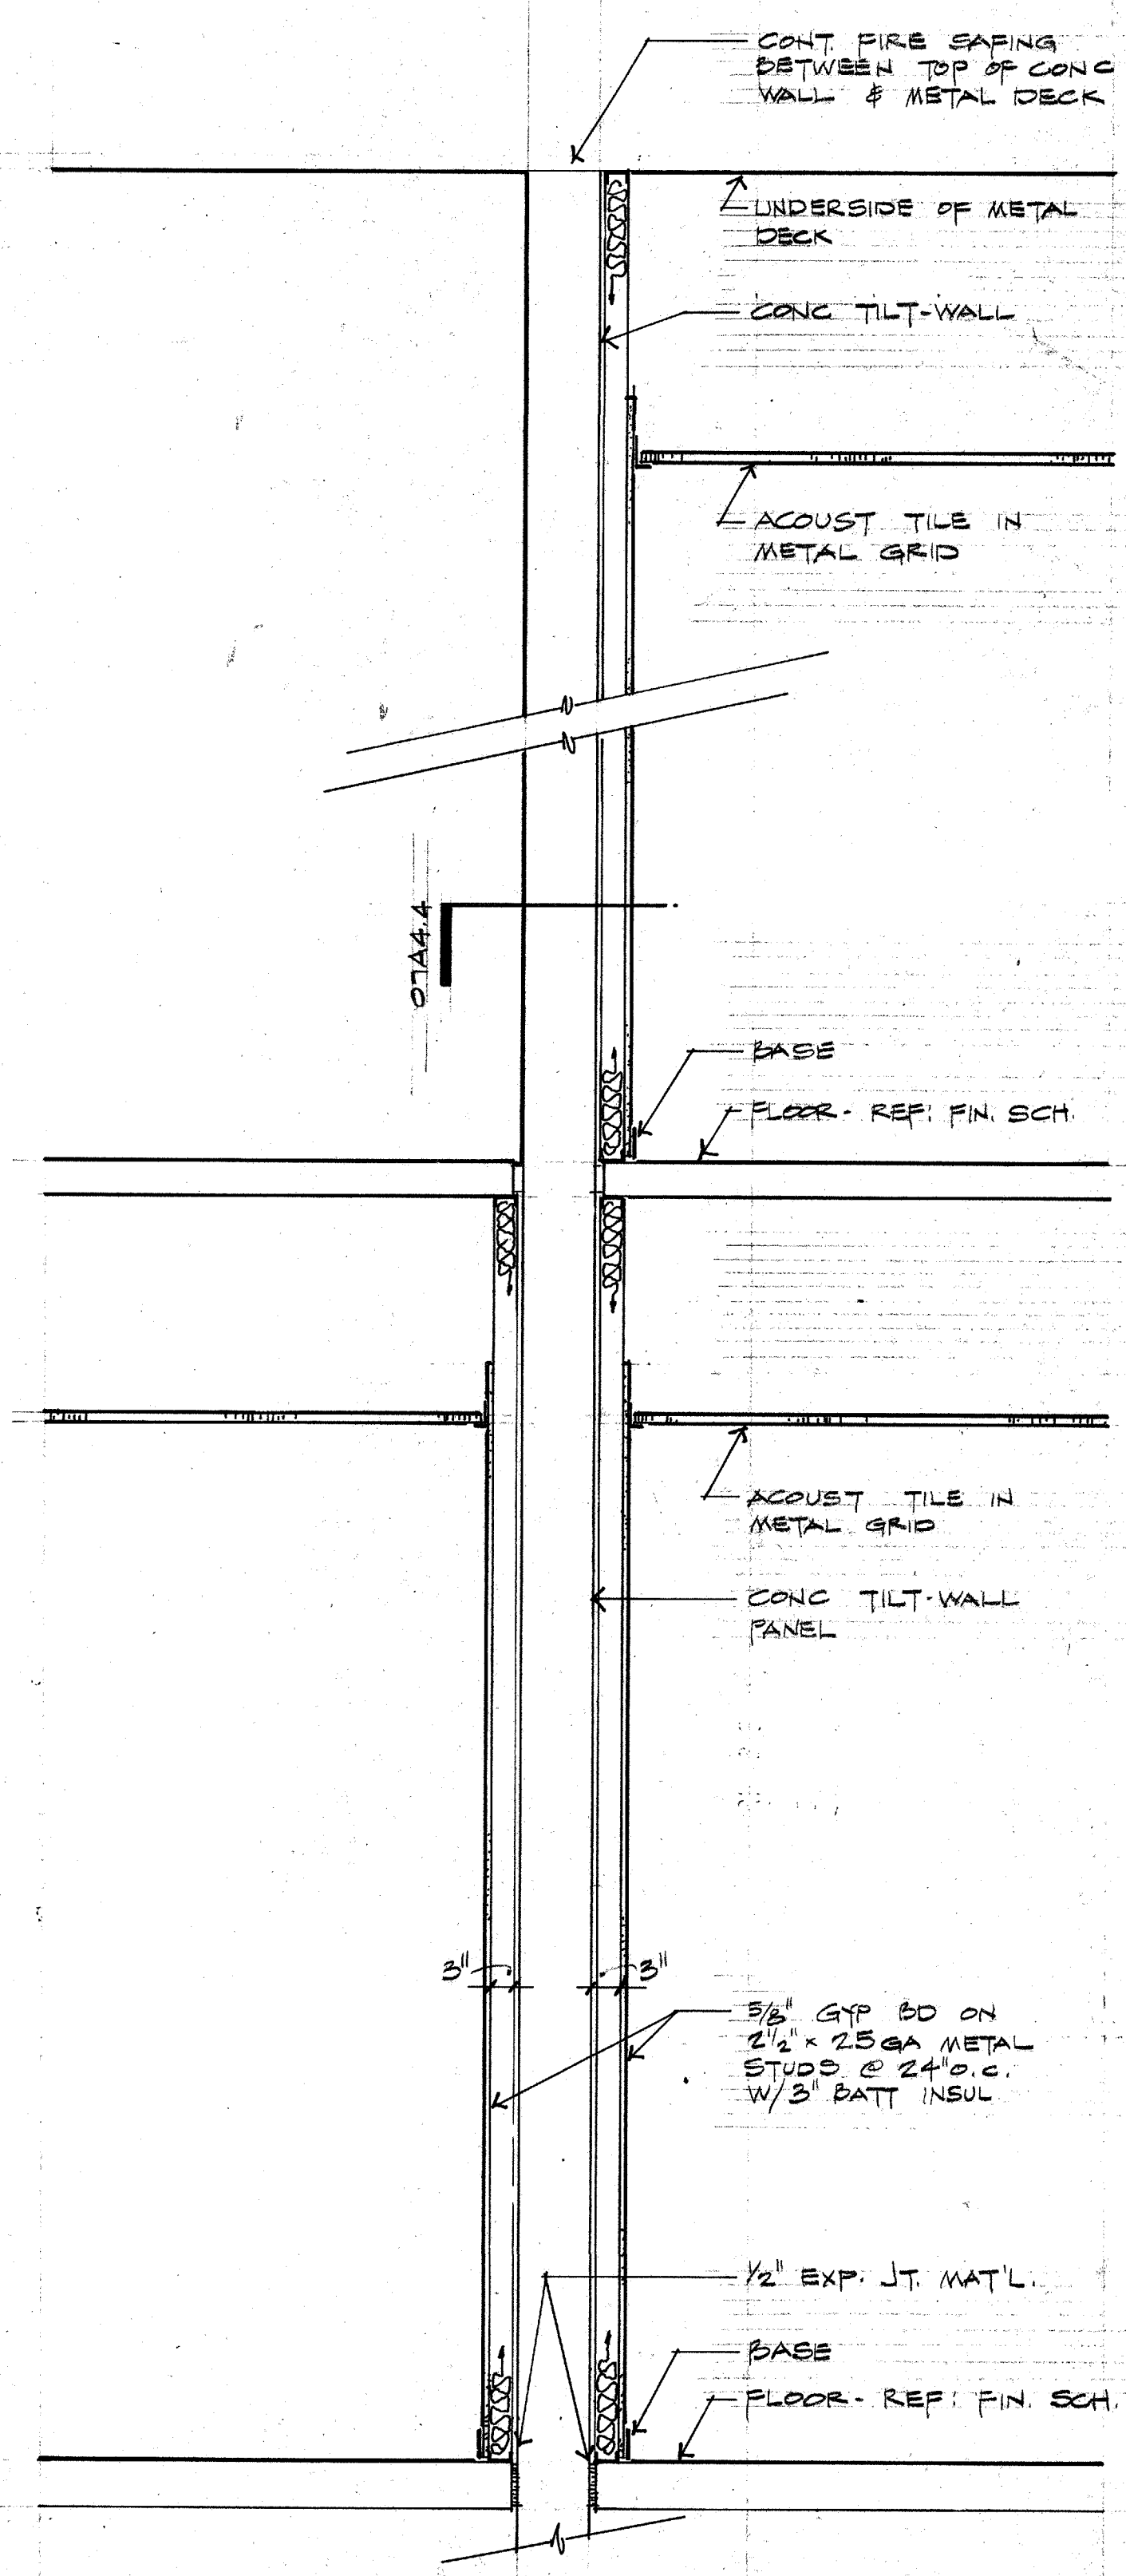 CONT. FIRE SAFING
BETWEEN TOP OF CONC
WALL & METAL DECK
UNDERSIDE OF METAL
DECK
CONC TILT-WALL
ACOUST TILE IN
METAL GRID
07A4.4
BASE
FLOOR - REF: FIN. SCH.
ACOUST TILE IN
METAL GRID
CONC TILT-WALL
PANEL
3" 3"
5/8" GYP BD ON
2 1/2" x 25 GA METAL
STUDS @ 24" O.C.
W/3" BATT INSUL
1/2" EXP. JT. MAT'L.
BASE
FLOOR - REF: FIN. SCH.